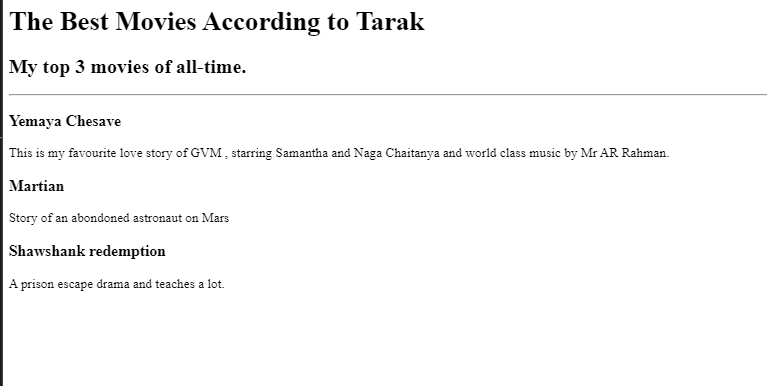 The Best Movies According to Tarak
My top 3 movies of all-time.
Yemaya Chesave
This is my favourite love story of GVM , starring Samantha and Naga Chaitanya and world class music by Mr AR Rahman.
Martian
Story of an abondoned astronaut on Mars
Shawshank redemption
A prison escape drama and teaches a lot.